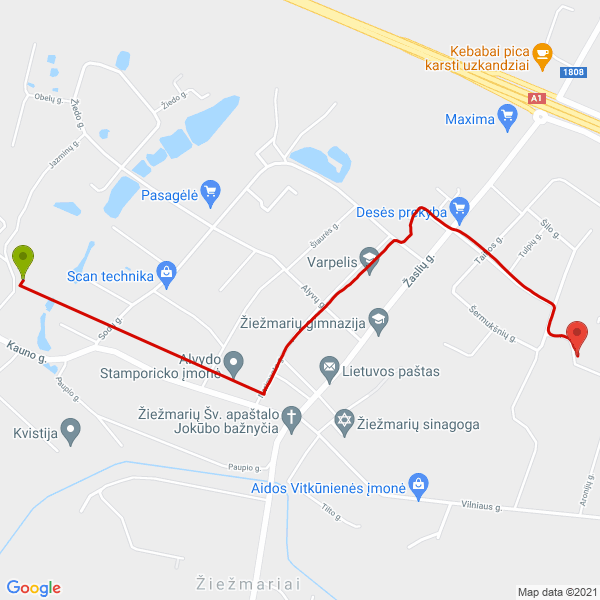 Kebabai pica
karsti uzkandziai
1808
A1
Maxima
Obelų g.
Žiedo g.
Žiedo g.
Jazminų g.
Pasagėlė
Desės prekyba
Šilo g.
Tulpių g.
Taikos g.
Šiaurės g.
Varpelis
Žaslių g.
Scan technika
Alyvų g.
Sodų g.
Žiežmarių gimnazija
Šermukšnių g.
Kauno g.
Alvydo
Stamporicko įmonė
Lietuvos paštas
Paupio g.
Žiežmarių Šv. apaštalo
Jokūbo bažnyčia
Žiežmarių sinagoga
Kvistija
Paupio g.
Aidos Vitkūnienės įmonė
Vilniaus g.
Aronijų g.
Tilto g.
Žiežmariai
Google
Map data ©2021